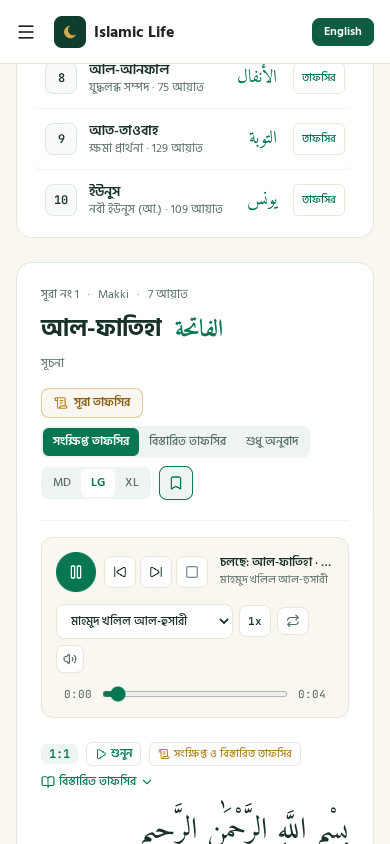 Islamic Life
English
8
আল-আনফাল
যুদ্ধলব্ধ সম্পদ · 75 আয়াত
الأنفال
তাফসির
9
আত-তাওবাহ
ক্ষমা প্রার্থনা · 129 আয়াত
التوبة
তাফসির
10
ইউনুস
নবী ইউনুস (আ.) · 109 আয়াত
يونس
তাফসির
সূরা নং 1 · Makki · 7 আয়াত
আল-ফাতিহা الفاتحة
সূচনা
সূরা তাফসির
সংক্ষিপ্ত তাফসির বিস্তারিত তাফসির শুধু অনুবাদ
MD LG XL
চলছে: আল-ফাতিহা · ...
মাহমুদ খলিল আল-হুসারী
মাহমুদ খলিল আল-হুসারী 1x
0:00 0:04
1:1 শুনুন সংক্ষিপ্ত ও বিস্তারিত তাফসির
বিস্তারিত তাফসির
بِسْمِ اللَّهِ الرَّحْمَٰنِ الرَّحِيمِ